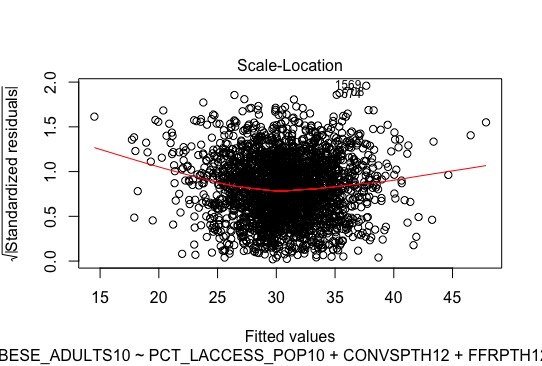 Scale-Location
√|Standardized residuals|
2.0
1.5
1.0
0.5
0.0
1569
15 20 25 30 35 40 45
Fitted values
BESE_ADULTS10 ~ PCT_LACCESS_POP10 + CONVSPTH12 + FFRPTH12